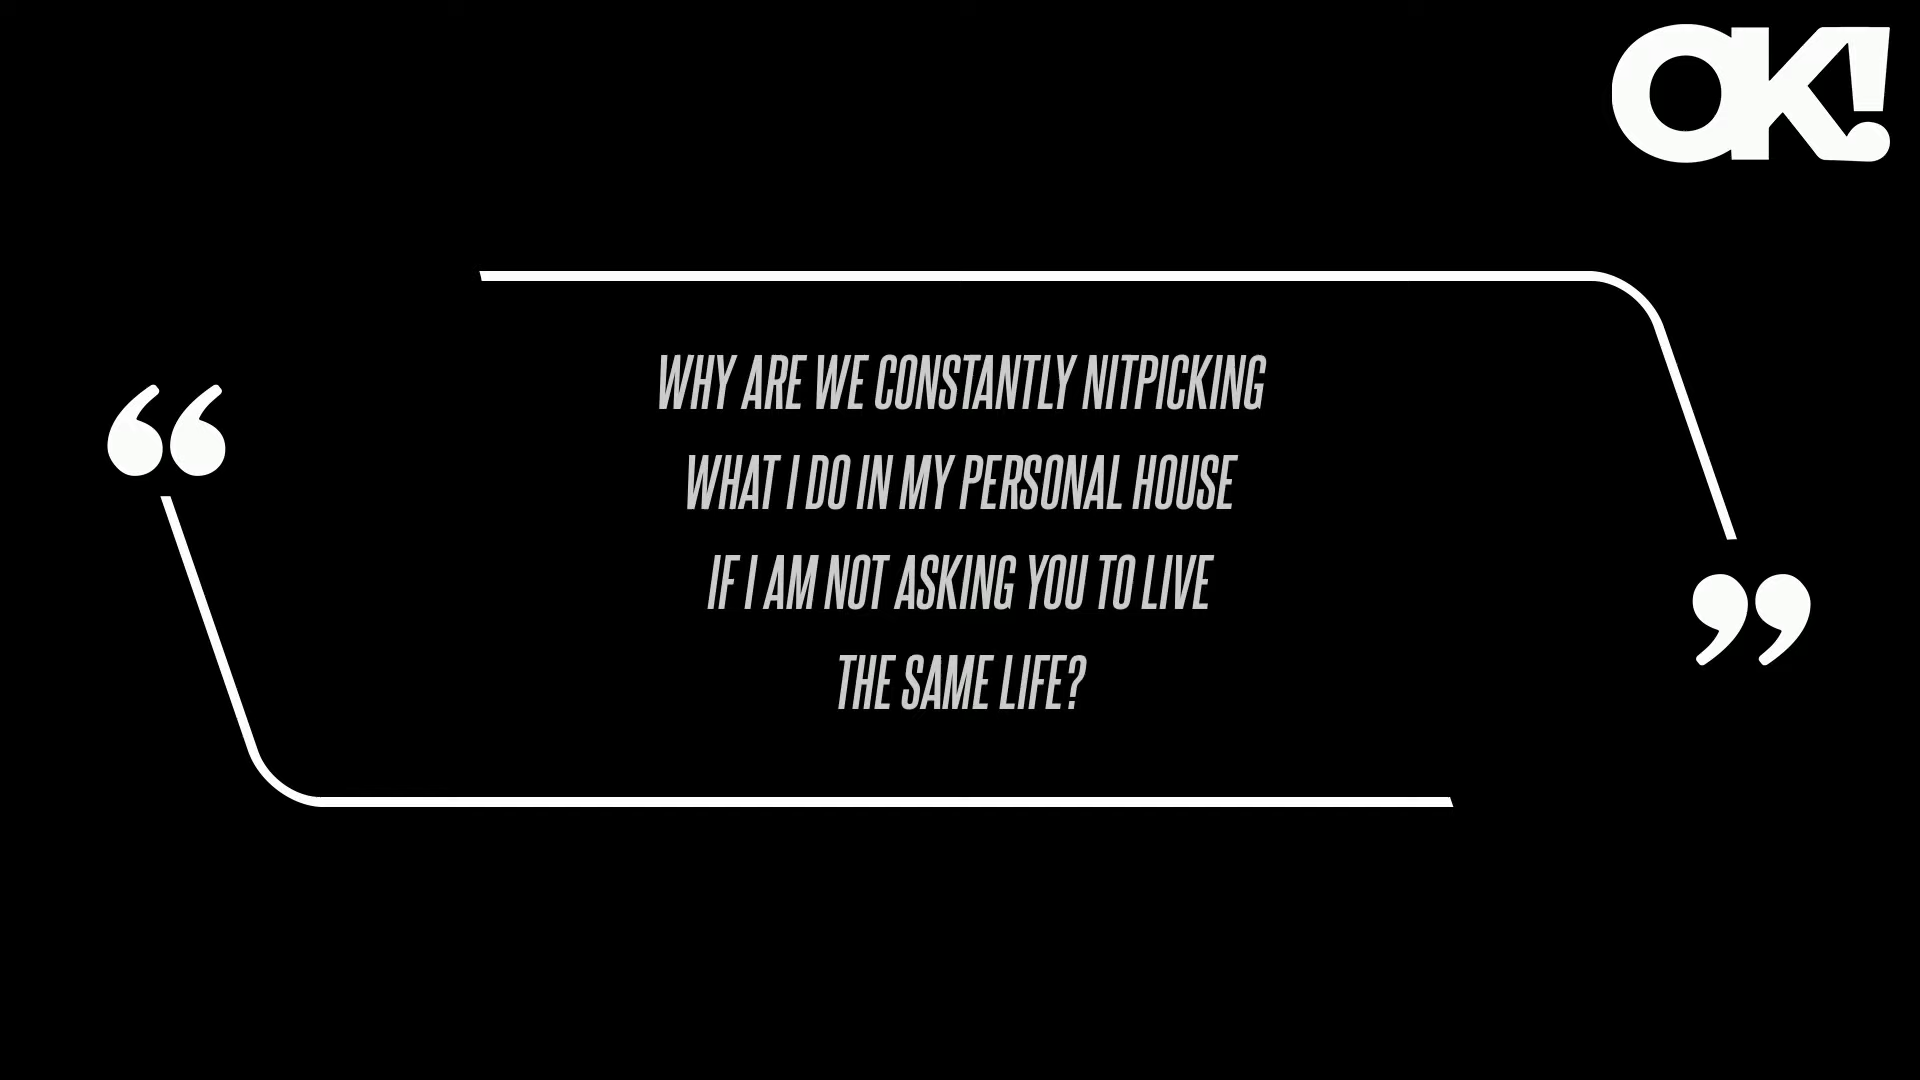 OK!
WHY ARE WE CONSTANTLY NITPICKING
WHAT I DO IN MY PERSONAL HOUSE
IF I AM NOT ASKING YOU TO LIVE
THE SAME LIFE?